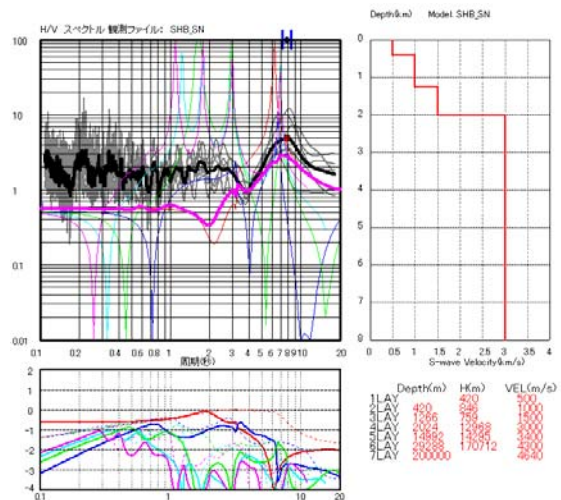 H/V スペクトル 観測ファイル: SHB_SN
100
10
1
0.1
0.01
0.1 0.2 0.4 0.6 0.8 1 2 3 4 5 6 7 8 9 10 20
周期(秒)
2
1
0
-1
-2
-3
-4
0.1 1 10 20
Depth(km) Model SHB_SN
0
1
2
3
4
5
6
7
8
0 0.5 1 1.5 2 2.5 3 3.5 4
S-wave Velocity(km/s)
Depth(m) H(m) VEL(m/s)
1LAY 420 500
2LAY 420 846 1000
3LAY
4LAY
5LAY
6LAY 170712
7LAY 200000 4640